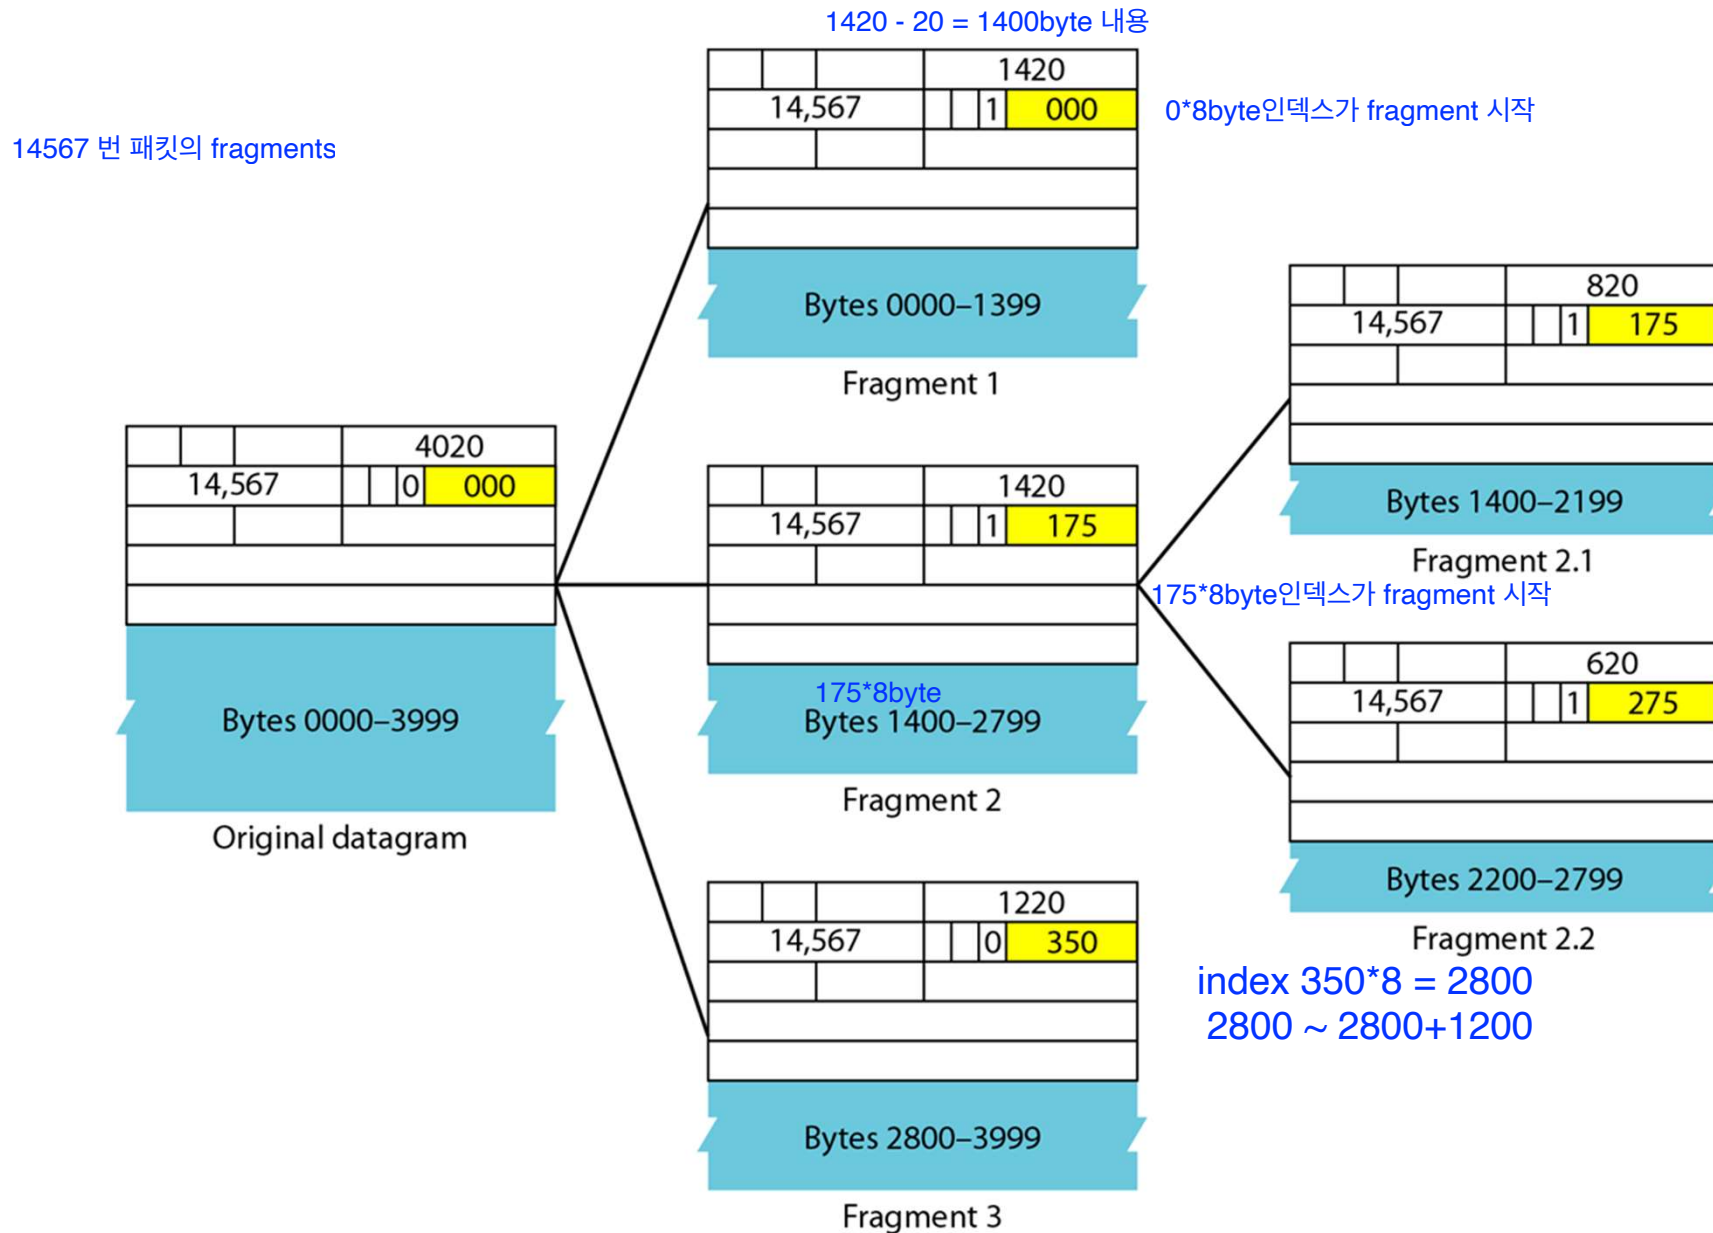 1420 - 20 = 1400byte 내용
1420
14,567 1 000
0*8byte인덱스가 fragment 시작
14567 번 패킷의 fragments
Bytes 0000–1399
Fragment 1
820
14,567 1 175
Bytes 1400–2199
Fragment 2.1
4020
14,567 0 000
Bytes 0000–3999
Original datagram
1420
14,567 1 175
175*8byte인덱스가 fragment 시작
175*8byte
Bytes 1400–2799
Fragment 2
620
14,567 1 275
Bytes 2200–2799
Fragment 2.2
1220
14,567 0 350
index 350*8 = 2800
2800 ~ 2800+1200
Bytes 2800–3999
Fragment 3